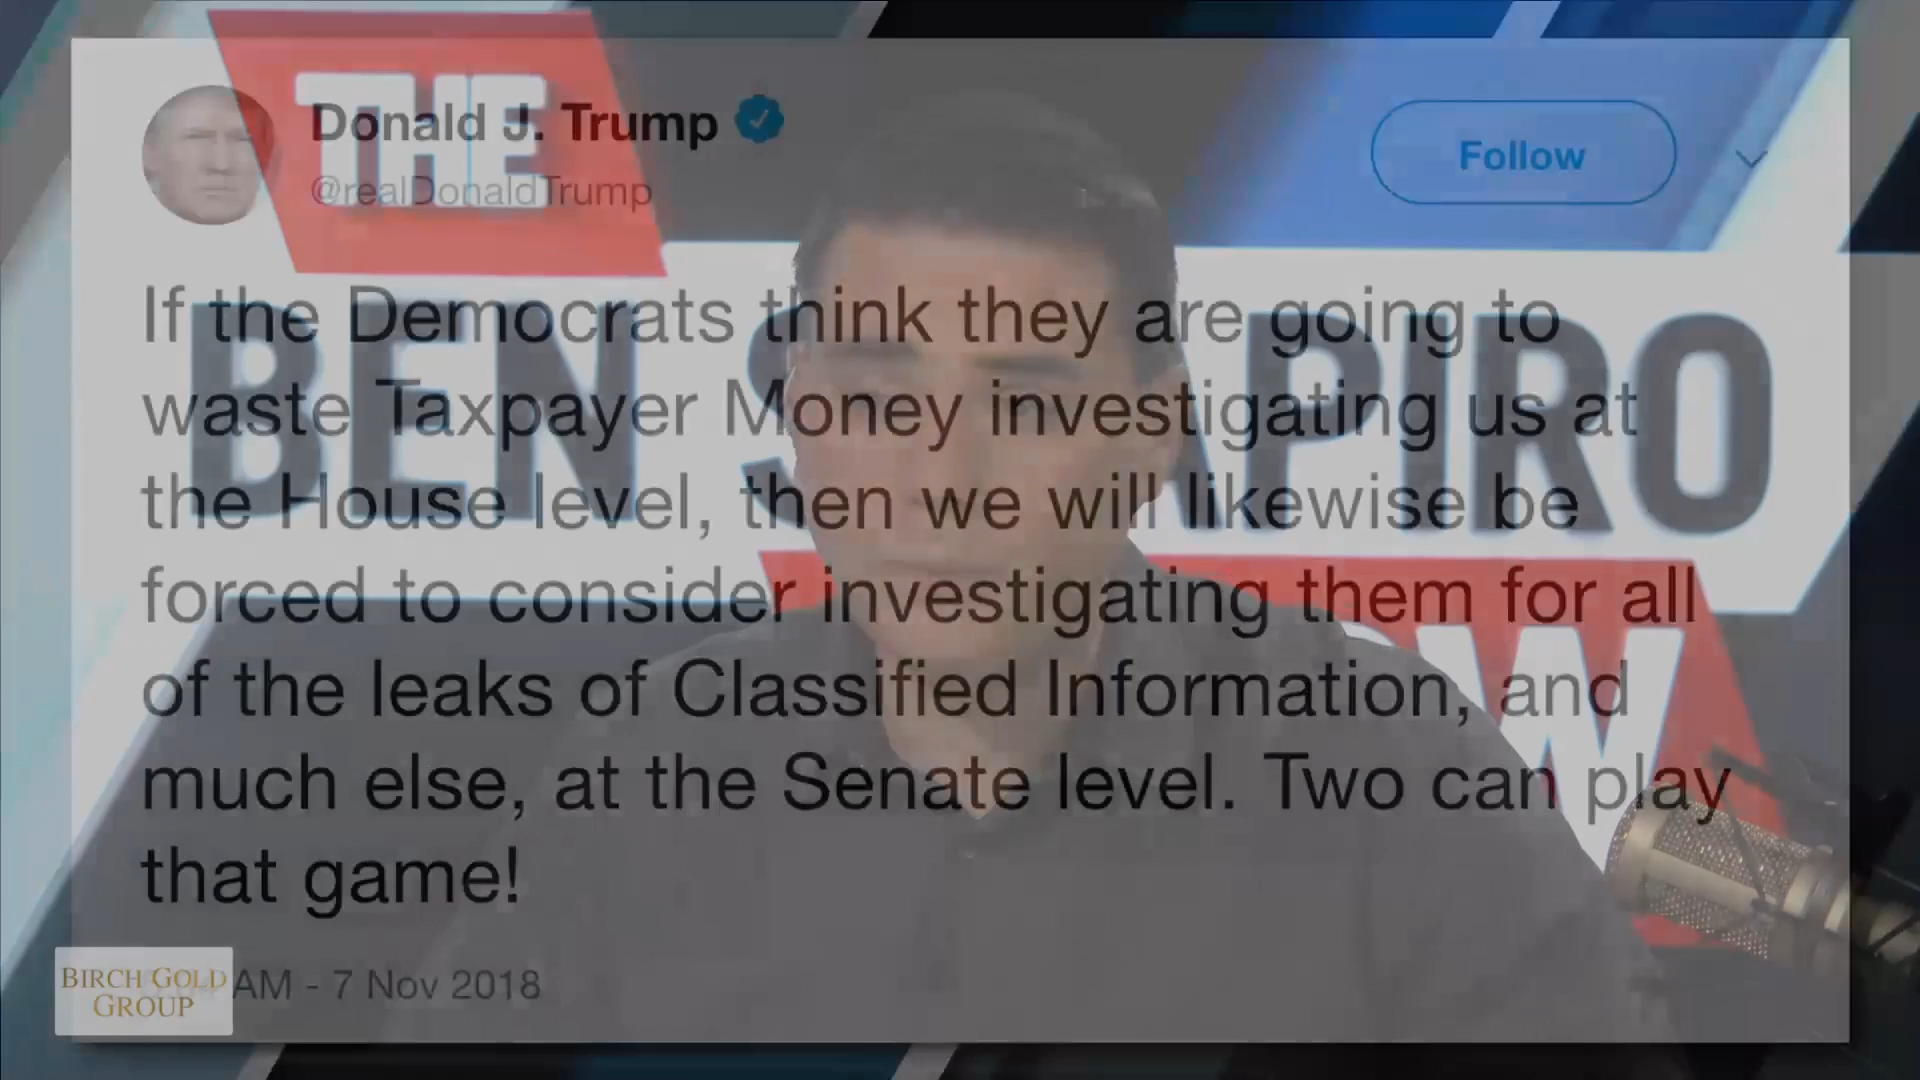 THE
Donald J. Trump
@realDonaldTrump
Follow
BEN SHAPIRO
If the Democrats think they are going to
waste Taxpayer Money investigating us at
the House level, then we will likewise be
forced to consider investigating them for all
of the leaks of Classified Information, and
much else, at the Senate level. Two can play
that game!
AM - 7 Nov 2018
BIRCH GOLD
GROUP